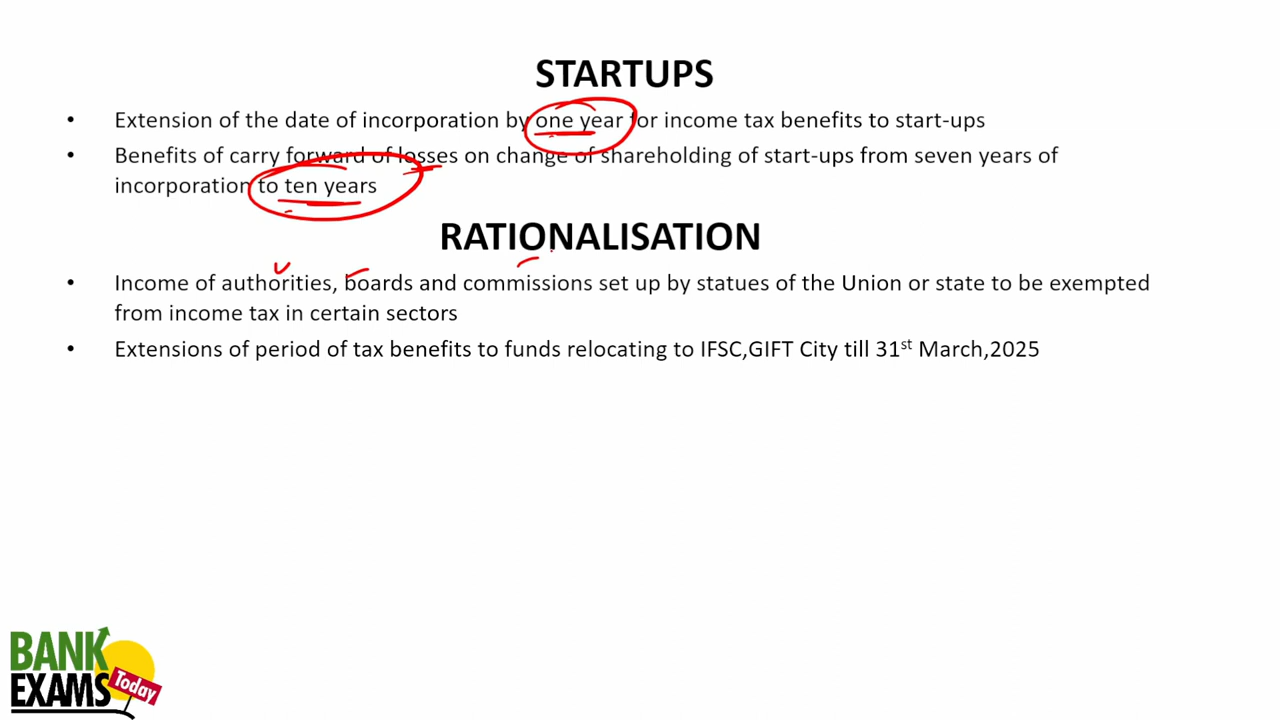 STARTUPS
• Extension of the date of incorporation by one year for income tax benefits to start-ups
• Benefits of carry forward of losses on change of shareholding of start-ups from seven years of
incorporation to ten years
RATIONALISATION
• Income of authorities, boards and commissions set up by statues of the Union or state to be exempted
from income tax in certain sectors
• Extensions of period of tax benefits to funds relocating to IFSC,GIFT City till 31st March,2025
BANK
EXAMS Today